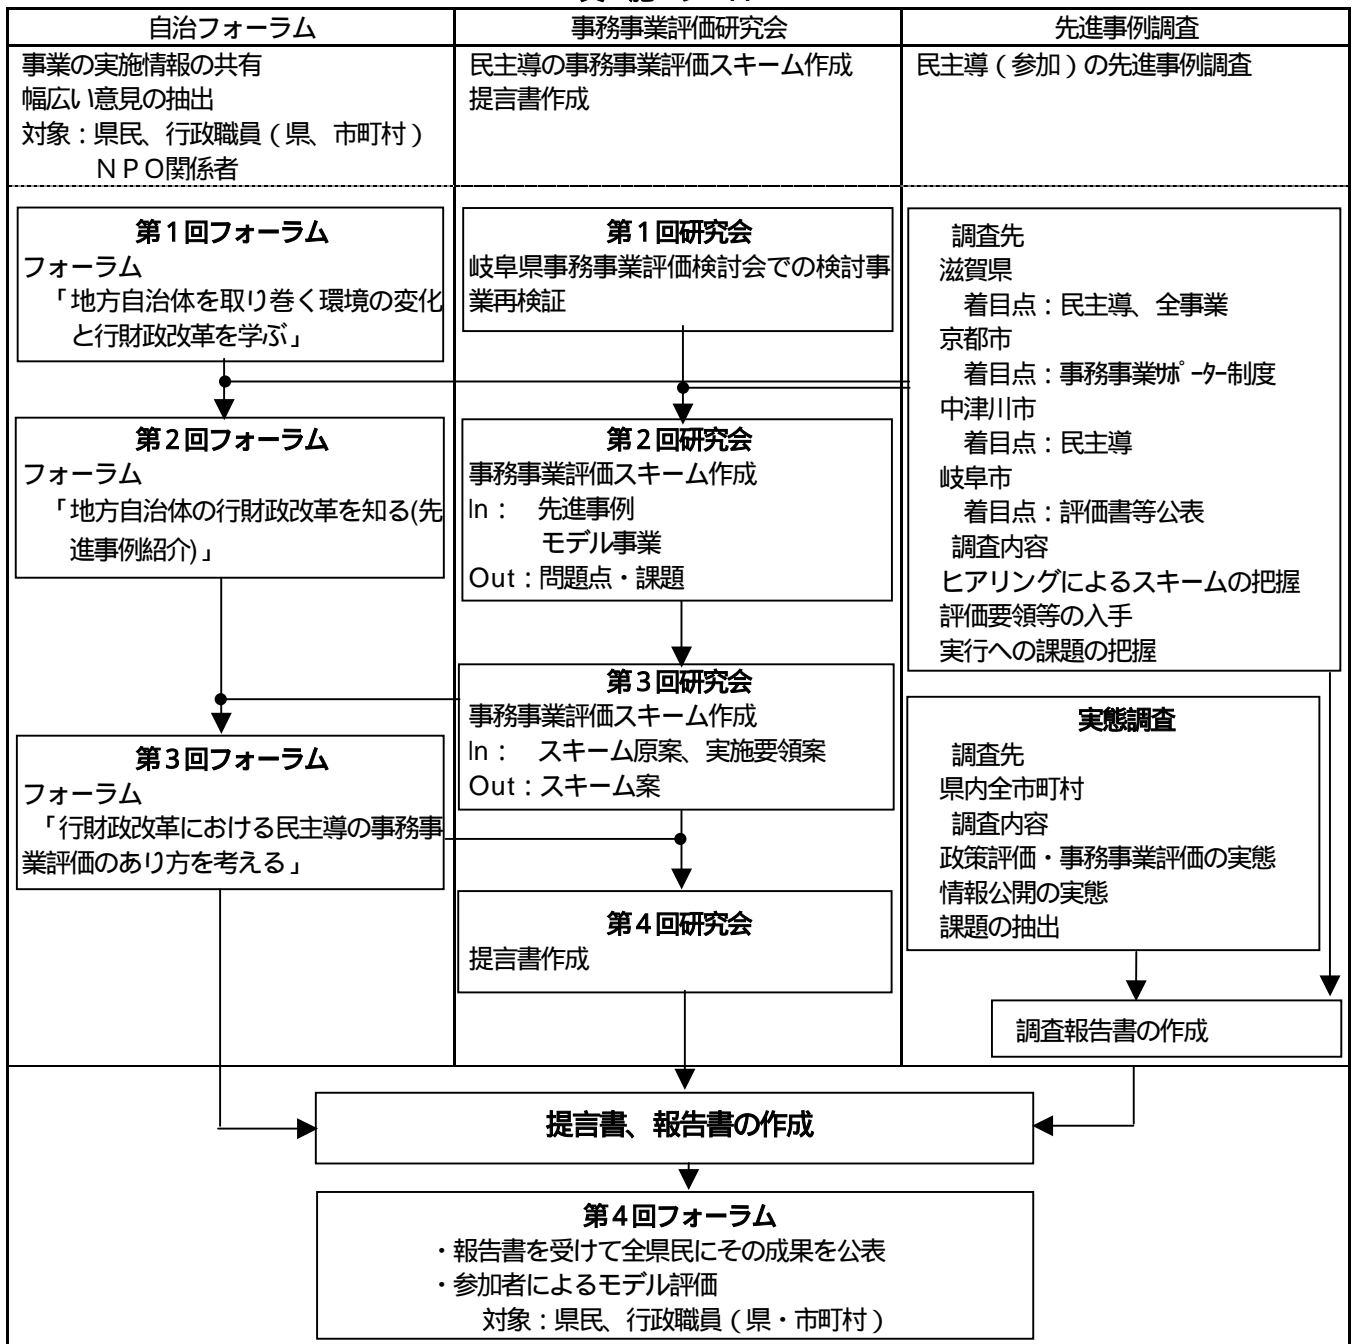 自治フォーラム
事業の実施情報の共有
幅広い意見の抽出
対象：県民、行政職員（県、市町村）
ＮＰＯ関係者
事務事業評価研究会
民主導の事務事業評価スキーム作成
提言書作成
先進事例調査
民主導（参加）の先進事例調査
第１回フォーラム
フォーラム
「地方自治体を取り巻く環境の変化
と行財政改革を学ぶ」
第２回フォーラム
フォーラム
「地方自治体の行財政改革を知る(先
進事例紹介)」
第３回フォーラム
フォーラム
「行財政改革における民主導の事務事
業評価のあり方を考える」
第１回研究会
岐阜県事務事業評価検討会での検討事
業再検証
第２回研究会
事務事業評価スキーム作成
In：　先進事例
モデル事業
Out：問題点・課題
第３回研究会
事務事業評価スキーム作成
In：　スキーム原案、実施要領案
Out：スキーム案
第４回研究会
提言書作成
調査先
滋賀県
着目点：民主導、全事業
京都市
着目点：事務事業ｻﾎﾟｰﾀｰ制度
中津川市
着目点：民主導
岐阜市
着目点：評価書等公表
調査内容
ヒアリングによるスキームの把握
評価要領等の入手
実行への課題の把握
実態調査
調査先
県内全市町村
調査内容
政策評価・事務事業評価の実態
情報公開の実態
課題の抽出
調査報告書の作成
提言書、報告書の作成
第４回フォーラム
・報告書を受けて全県民にその成果を公表
・参加者によるモデル評価
対象：県民、行政職員（県・市町村）